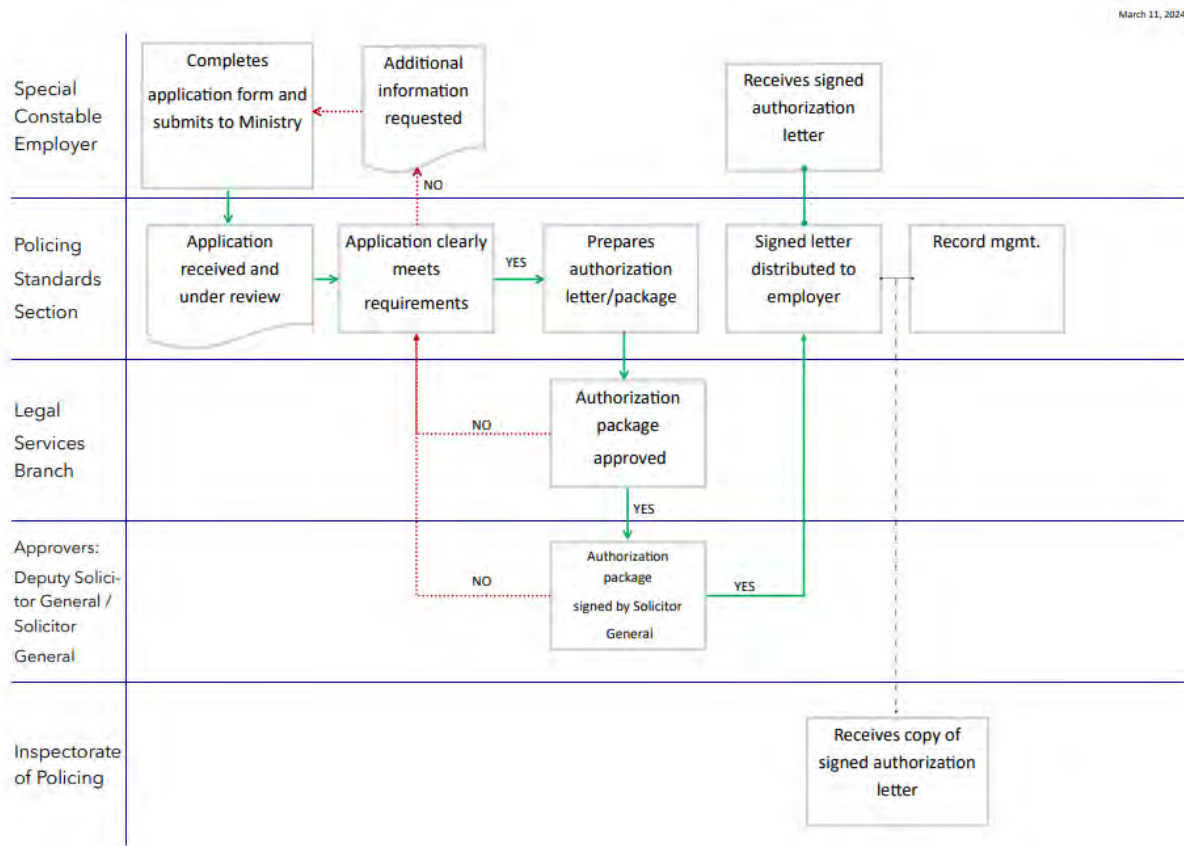 March 11, 2024
Special
Constable
Employer
Completes
application form and
submits to Ministry
Additional
information
requested
Receives signed
authorization
letter
NO
Policing
Standards
Section
Application
received and
under review
Application clearly
meets
requirements
YES
Prepares
authorization
letter/package
Signed letter
distributed to
employer
Record mgmt.
Legal
Services
Branch
NO
Authorization
package
approved
YES
Approvers:
Deputy Solici-
tor General /
Solicitor
General
NO
Authorization
package
signed by Solicitor
General
YES
Inspectorate
of Policing
Receives copy of
signed authorization
letter